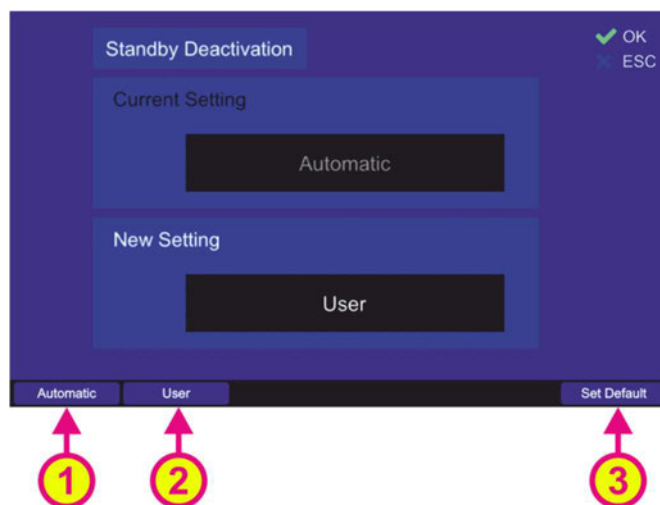 Standby Deactivation
OK
ESC
Current Setting
Automatic
New Setting
User
Automatic
User
Set Default
1
2
3